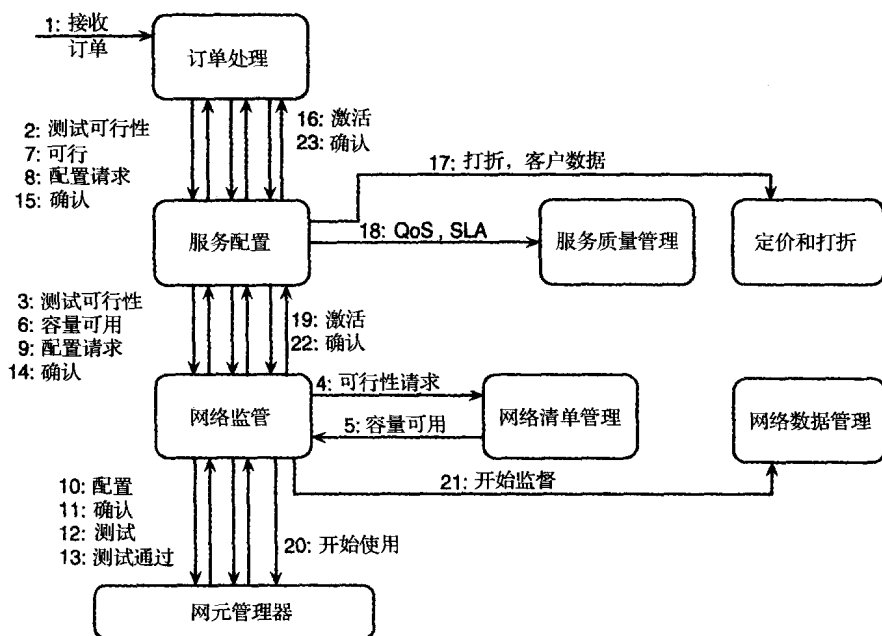 1: 接收
订单
订单处理
2: 测试可行性
7: 可行
8: 配置请求
15: 确认
16: 激活
23: 确认
17: 打折，客户数据
服务配置
18: QoS , SLA
服务质量管理
定价和打折
3: 测试可行性
6: 容量可用
9: 配置请求
14: 确认
19: 激活
22: 确认
4: 可行性请求
网络监管
5: 容量可用
网络清单管理
网络数据管理
21: 开始监督
10: 配置
11: 确认
12: 测试
13: 测试通过
20: 开始使用
网元管理器